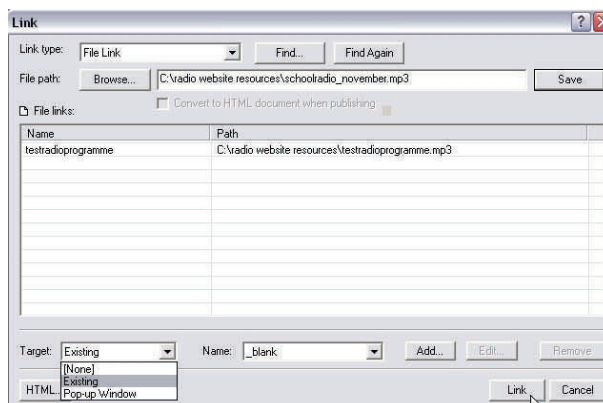 Link
Link type: File Link Find... Find Again
File path: Browse... C:\radio website resources\schoolradio_november.mp3 Save
Convert to HTML document when publishing
File links:
Name Path
testradioprogramme C:\radio website resources\testradioprogramme.mp3
Target: Existing Name: _blank Add... Edit... Remove
[None]
Existing
Pop-up Window
HTML Link Cancel